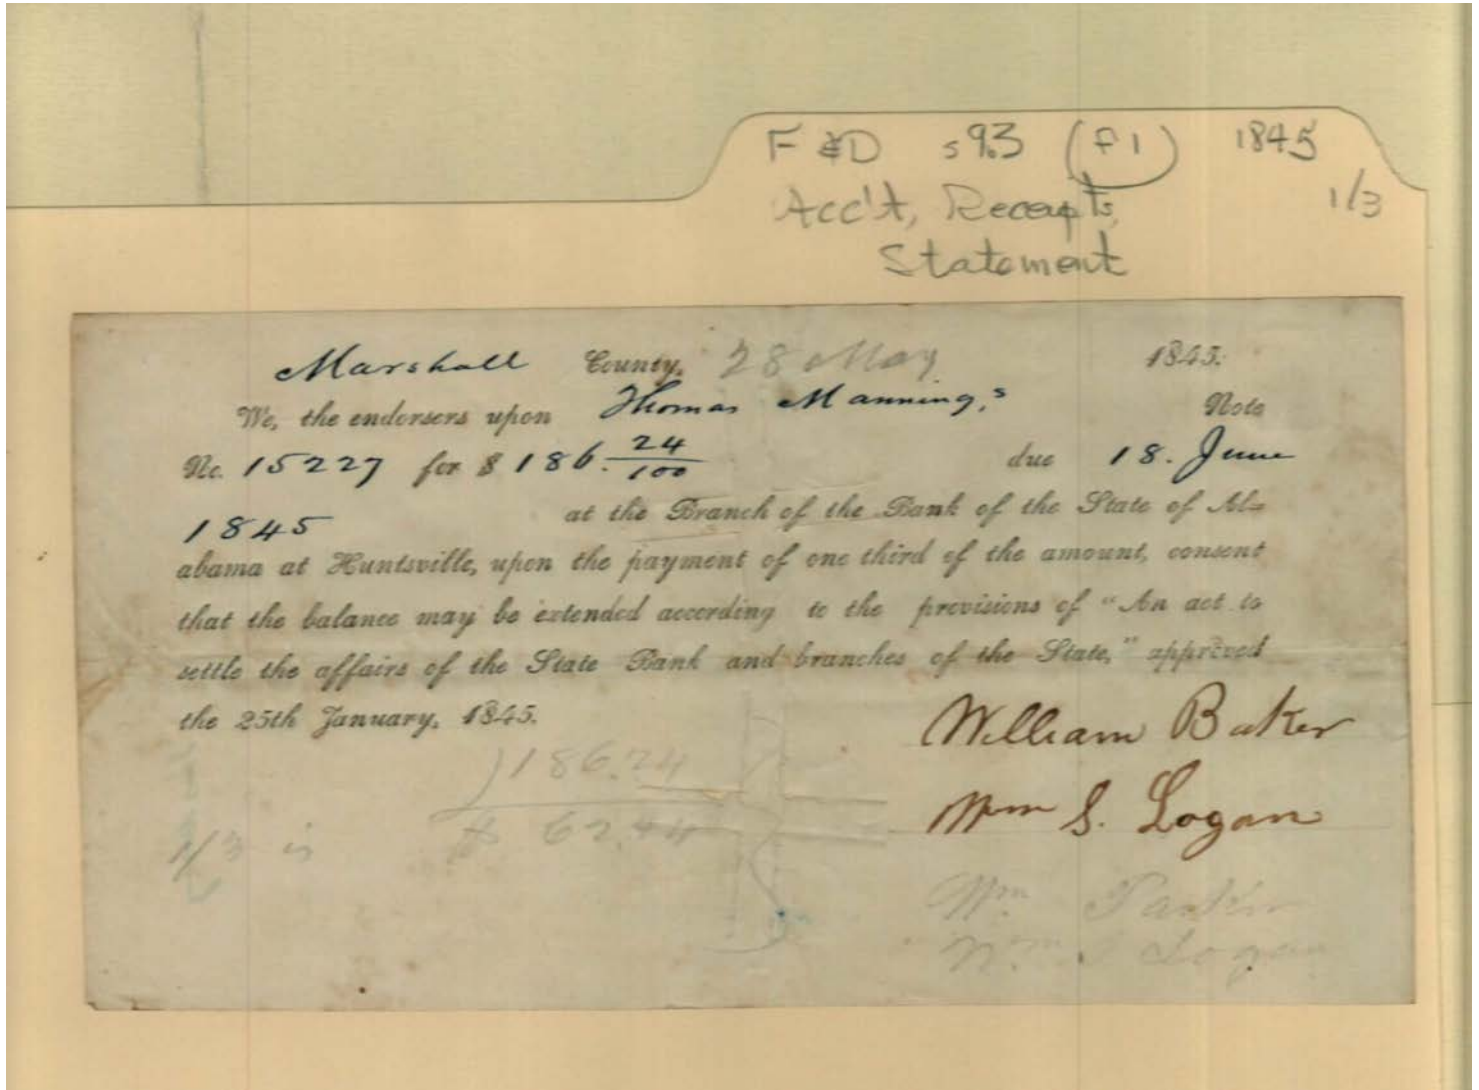 F &D s93 (F1) 1845
Acc't, Receipts, 1/3
Statement
Marshall County, 28 May 1845.
We, the endorsers upon Thomas Manning,s Note
No. 15227 for $ 186. 24/100 due 18. June
1845 at the Branch of the Bank of the State of Al-
abama at Huntsville, upon the payment of one third of the amount, consent
that the balance may be extended according to the provisions of "An act to
settle the affairs of the State Bank and branches of the State," approved
the 25th January, 1845.
William Baker
)186.24
Wm S. Logan
1/3 is $ 62.44
Wm
Wm S Logan